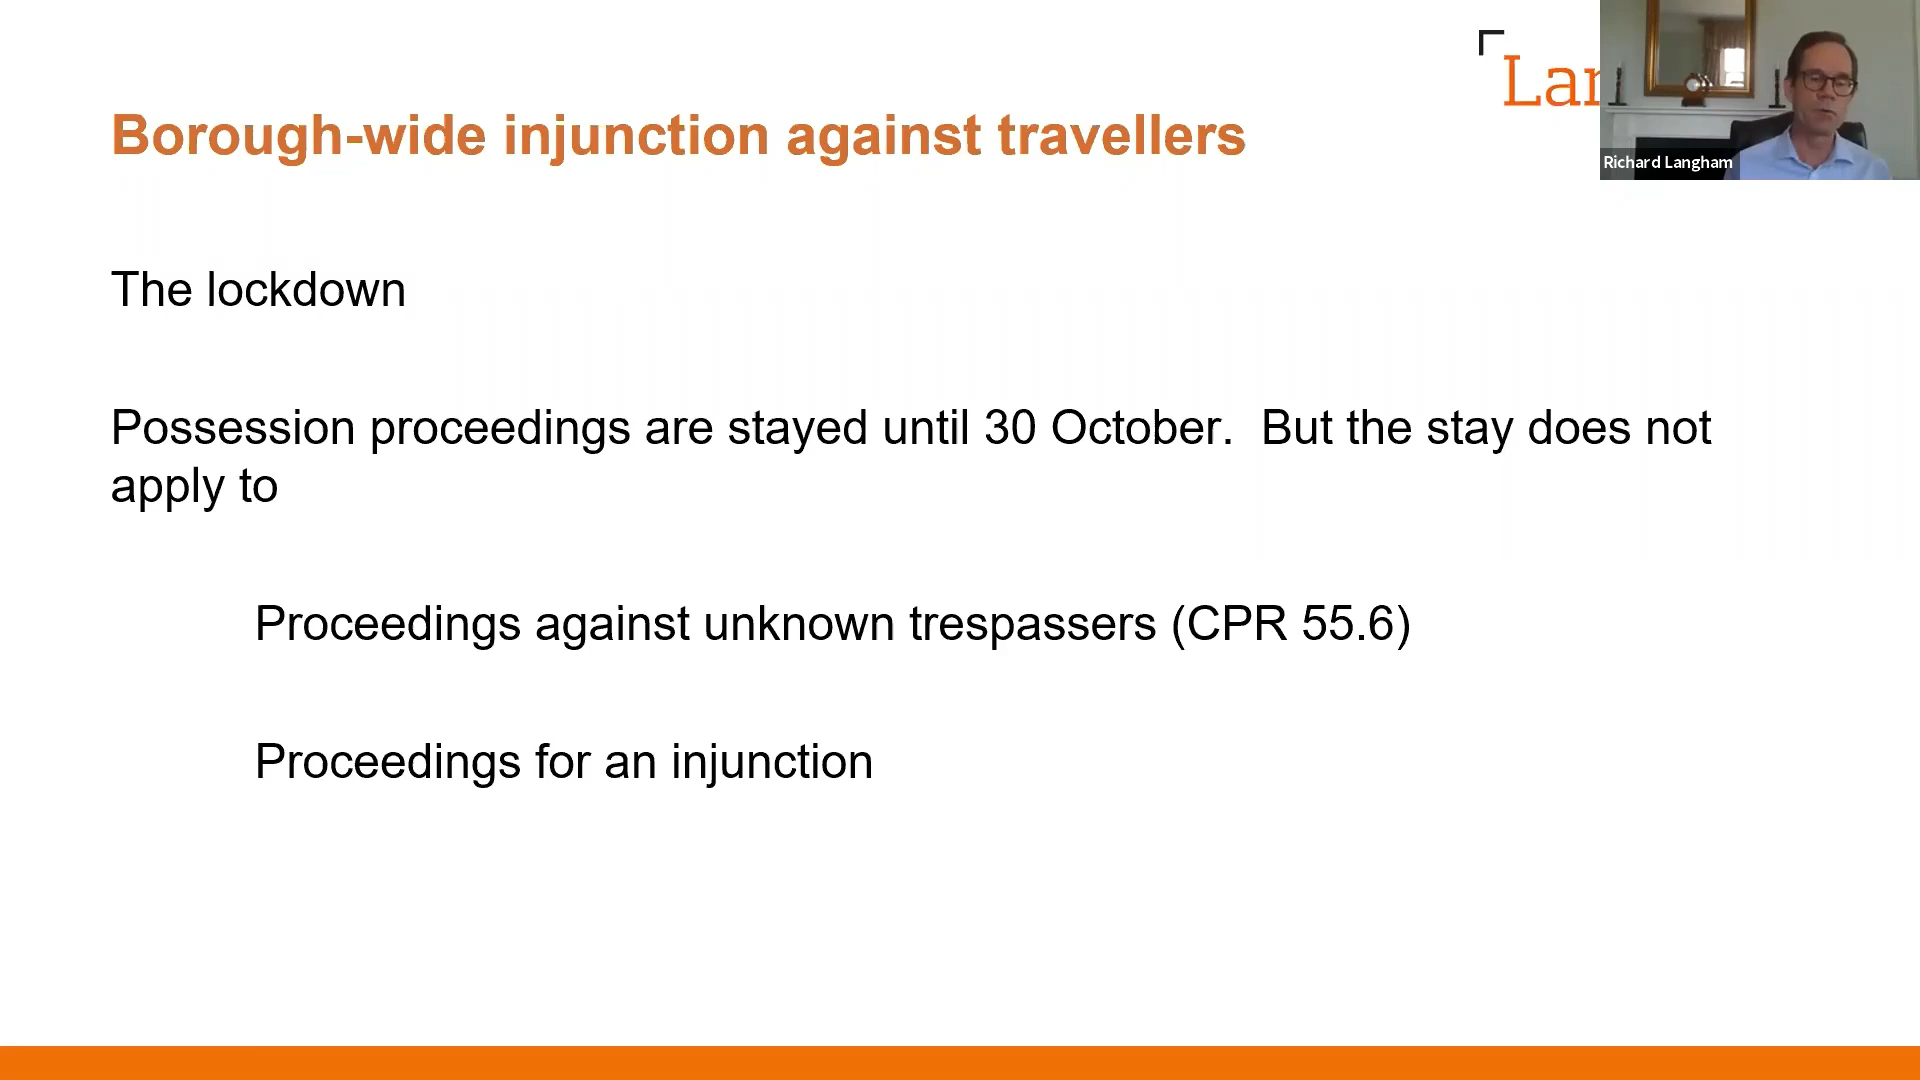 Lan
Borough-wide injunction against travellers
Richard Langham
The lockdown
Possession proceedings are stayed until 30 October.  But the stay does not
apply to
Proceedings against unknown trespassers (CPR 55.6)
Proceedings for an injunction